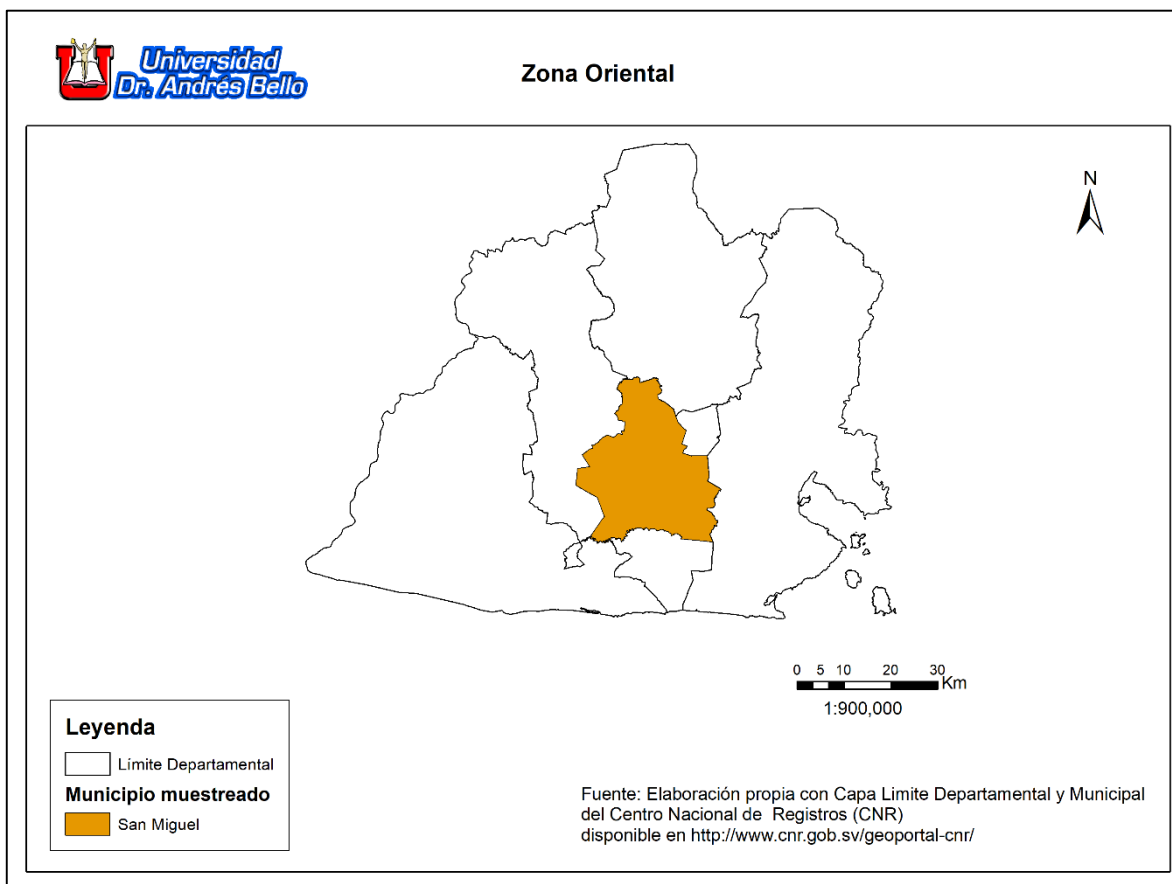 Universidad
Dr. Andrés Bello
Zona Oriental
N
0 5 10 20 30
Km
1:900,000
Leyenda
Límite Departamental
Municipio muestreado
San Miguel
Fuente: Elaboración propia con Capa Limite Departamental y Municipal
del Centro Nacional de Registros (CNR)
disponible en http://www.cnr.gob.sv/geoportal-cnr/